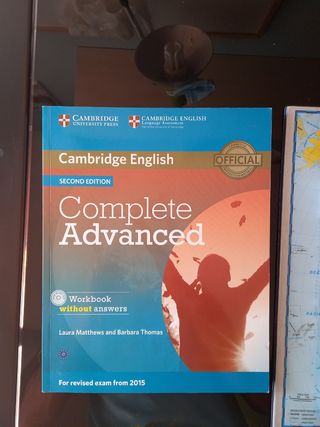 CAMBRIDGE
UNIVERSITY PRESS
CAMBRIDGE ENGLISH
Language Assessment
Cambridge English
OFFICIAL
SECOND EDITION
Complete
Advanced
Workbook
without answers
Laura Matthews and Barbara Thomas
For revised exam from 2015